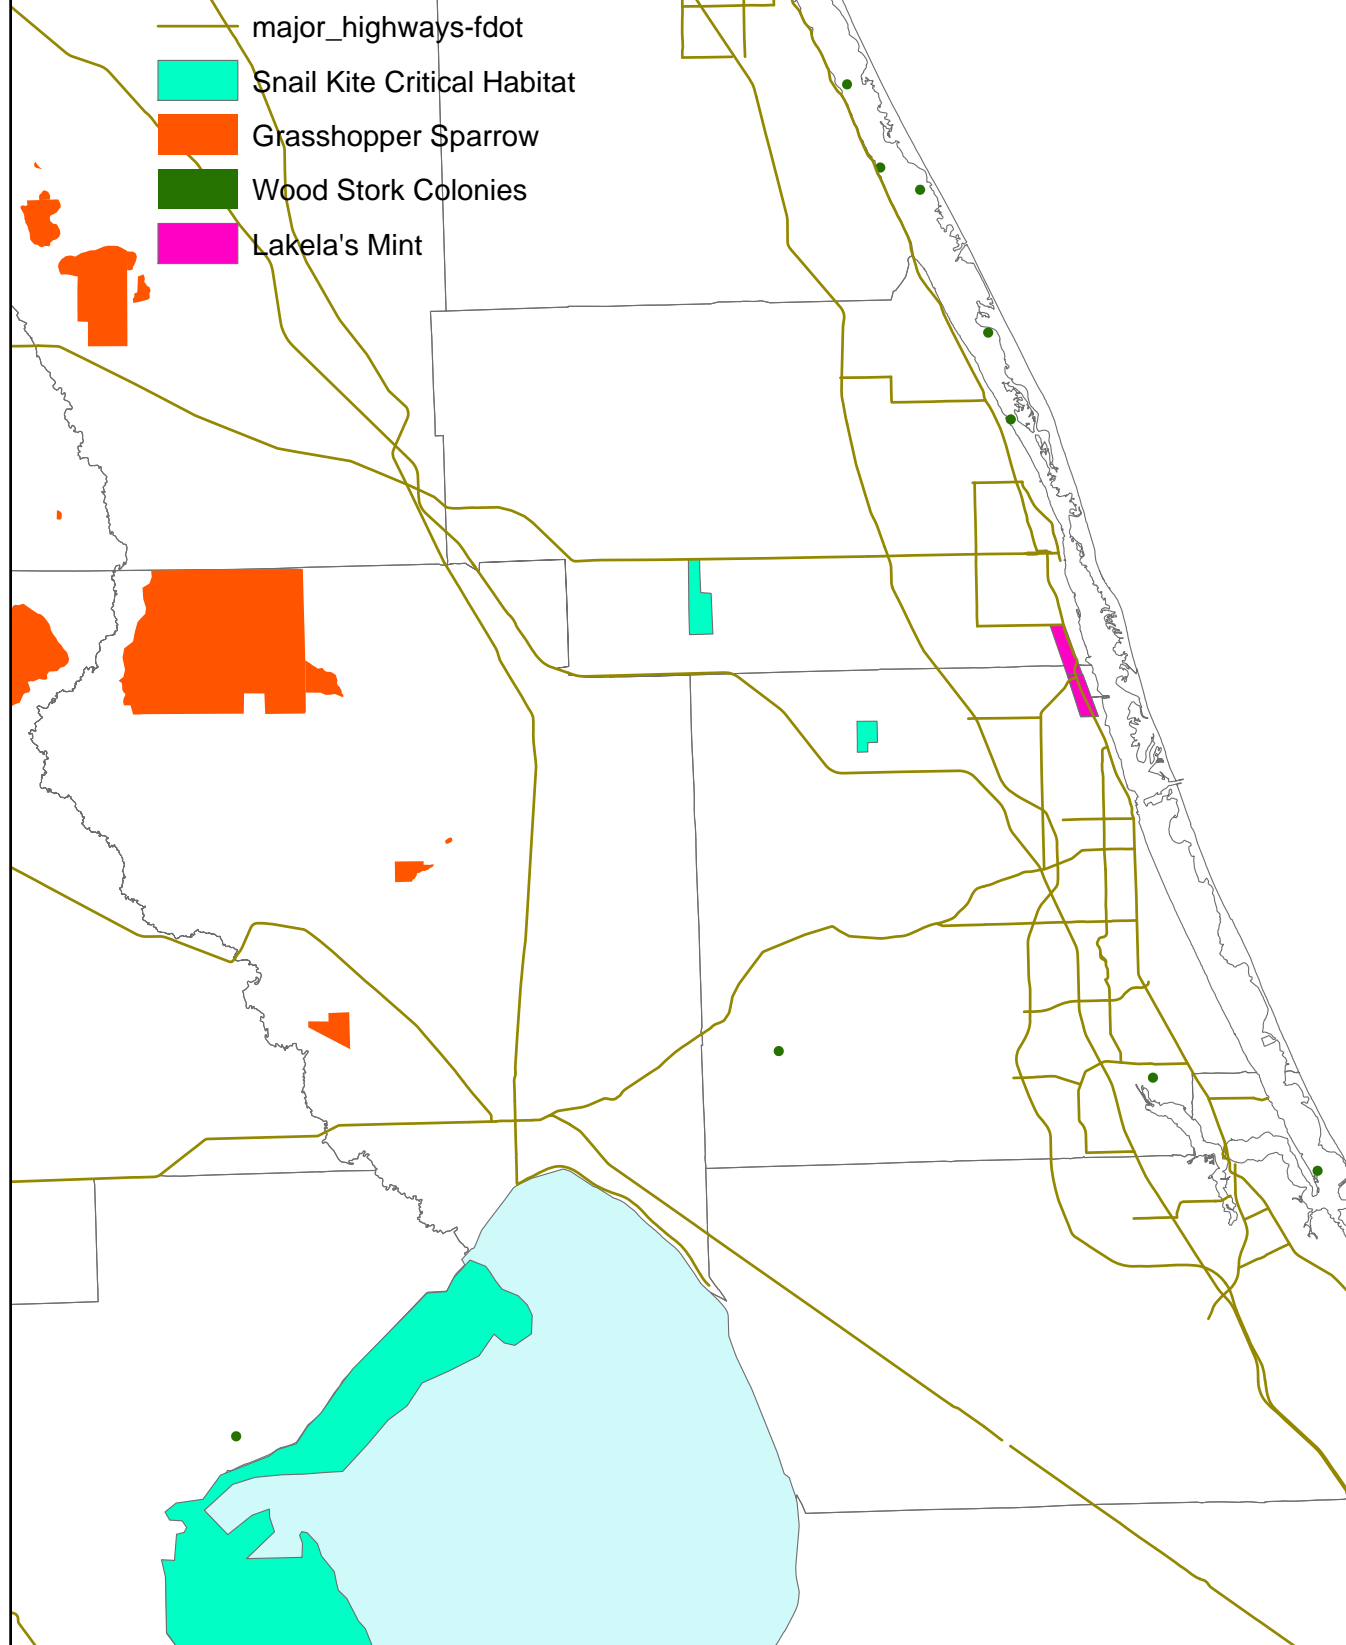 major_highways-fdot
Snail Kite Critical Habitat
Grasshopper Sparrow
Wood Stork Colonies
Lakela's Mint